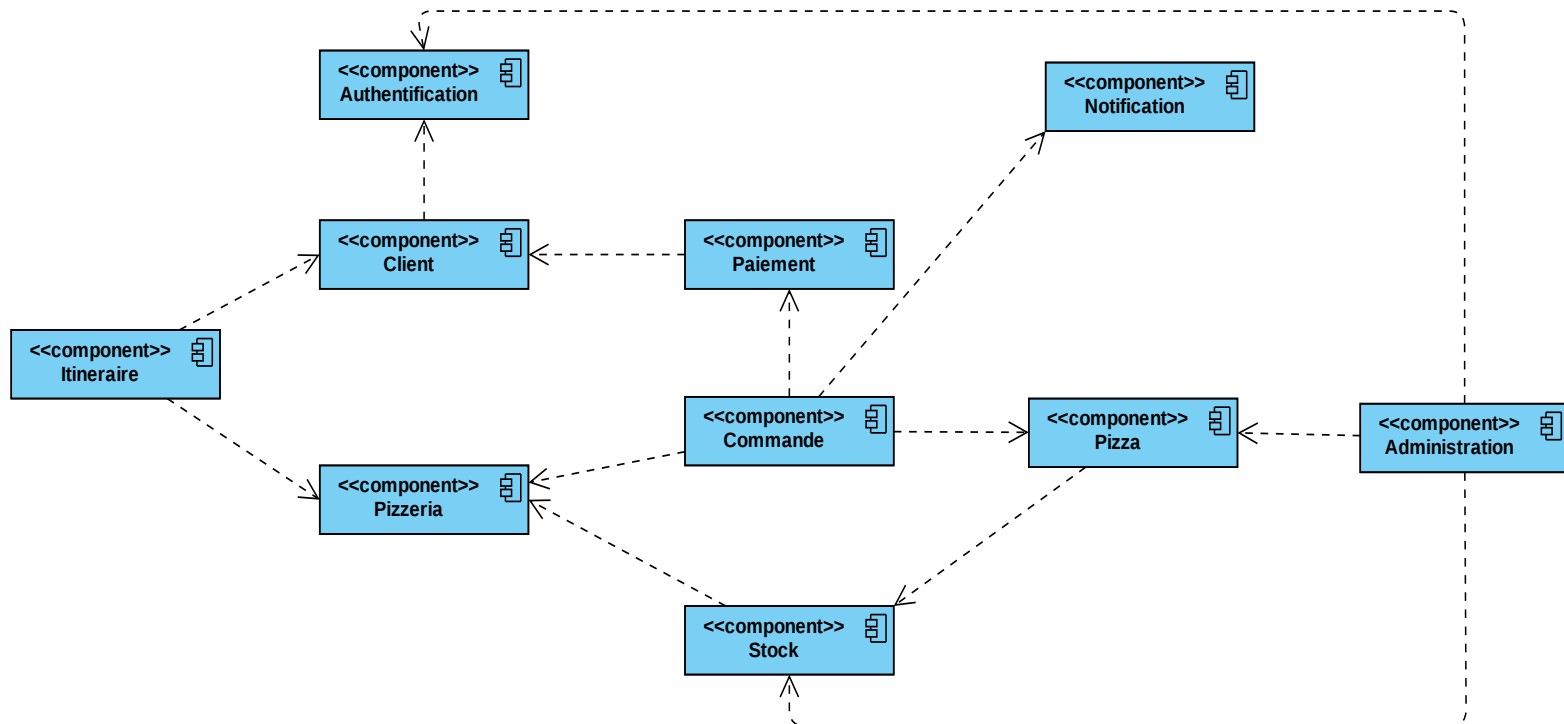 <<component>>
Authentification
<<component>>
Notification
<<component>>
Client
<<component>>
Paiement
<<component>>
Itineraire
<<component>>
Commande
<<component>>
Pizza
<<component>>
Administration
<<component>>
Pizzeria
<<component>>
Stock